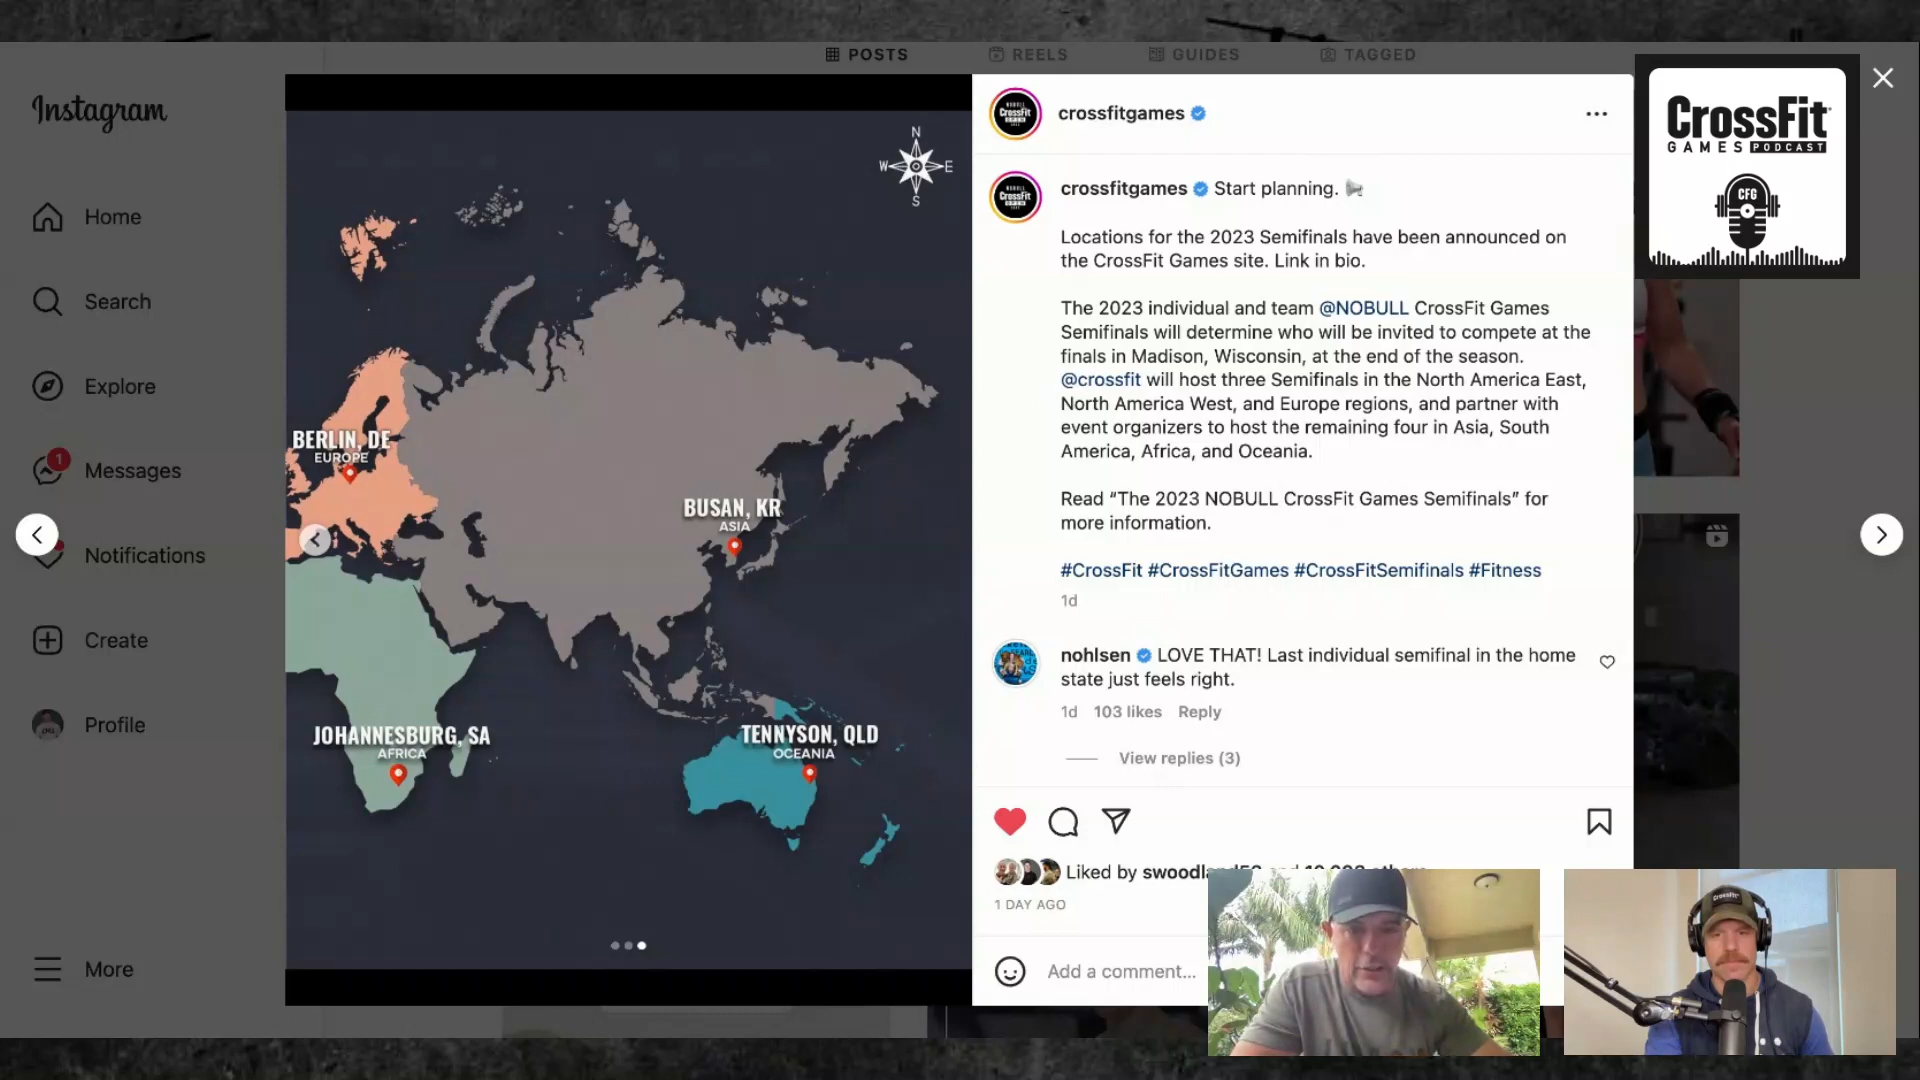 POSTS
REELS
GUIDES
TAGGED
Instagram
Home
Search
Explore
1
Messages
Notifications
Create
Profile
More
N
W E
S
BERLIN, DE
EUROPE
BUSAN, KR
ASIA
JOHANNESBURG, SA
AFRICA
TENNYSON, QLD
OCEANIA
crossfitgames
crossfitgames Start planning.
Locations for the 2023 Semifinals have been announced on
the CrossFit Games site. Link in bio.
The 2023 individual and team @NOBULL CrossFit Games
Semifinals will determine who will be invited to compete at the
finals in Madison, Wisconsin, at the end of the season.
@crossfit will host three Semifinals in the North America East,
North America West, and Europe regions, and partner with
event organizers to host the remaining four in Asia, South
America, Africa, and Oceania.
Read “The 2023 NOBULL CrossFit Games Semifinals” for
more information.
#CrossFit #CrossFitGames #CrossFitSemifinals #Fitness
1d
nohlsen LOVE THAT! Last individual semifinal in the home
state just feels right.
1d 103 likes Reply
View replies (3)
Liked by
1 DAY AGO
Add a comment...
CrossFit
GAMES PODCAST
CFG
CrossFit